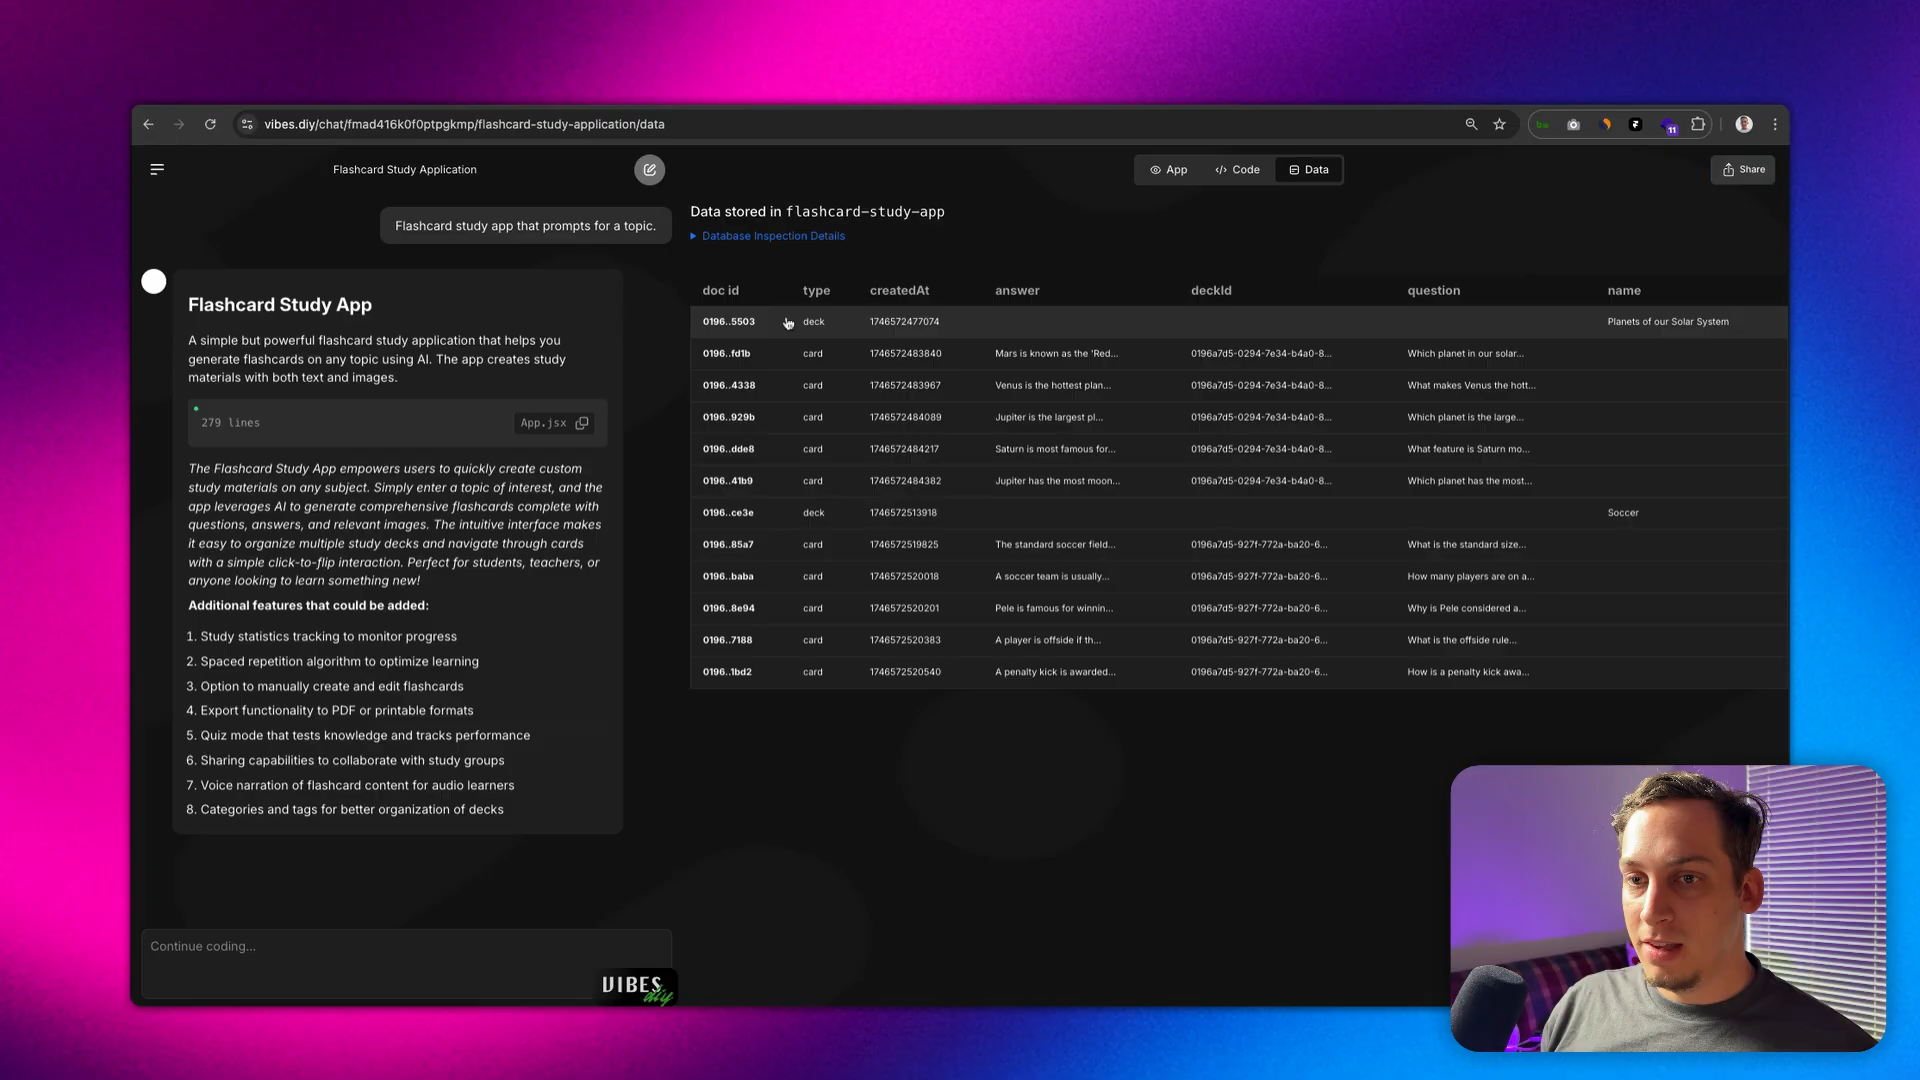 vibes.diy/chat/fmad416k0f0ptpgkmp/flashcard-study-application/data
11
Flashcard Study Application
App
Code
Data
Share
Flashcard study app that prompts for a topic.
Flashcard Study App
A simple but powerful flashcard study application that helps you
generate flashcards on any topic using AI. The app creates study
materials with both text and images.
279 lines
App.jsx
The Flashcard Study App empowers users to quickly create custom
study materials on any subject. Simply enter a topic of interest, and the
app leverages AI to generate comprehensive flashcards complete with
questions, answers, and relevant images. The intuitive interface makes
it easy to organize multiple study decks and navigate through cards
with a simple click-to-flip interaction. Perfect for students, teachers, or
anyone looking to learn something new!
Additional features that could be added:
1. Study statistics tracking to monitor progress
2. Spaced repetition algorithm to optimize learning
3. Option to manually create and edit flashcards
4. Export functionality to PDF or printable formats
5. Quiz mode that tests knowledge and tracks performance
6. Sharing capabilities to collaborate with study groups
7. Voice narration of flashcard content for audio learners
8. Categories and tags for better organization of decks
Continue coding...
VIBES
diy
Data stored in flashcard-study-app
Database Inspection Details
doc id type createdAt answer deckId question name
0196..5503 deck 1746572477074 Planets of our Solar System
0196..fd1b card 1746572483840 Mars is known as the 'Red... 0196a7d5-0294-7e34-b4a0-8... Which planet in our solar...
0196..4338 card 1746572483967 Venus is the hottest plan... 0196a7d5-0294-7e34-b4a0-8... What makes Venus the hott...
0196..929b card 1746572484089 Jupiter is the largest pl... 0196a7d5-0294-7e34-b4a0-8... Which planet is the large...
0196..dde8 card 1746572484217 Saturn is most famous for... 0196a7d5-0294-7e34-b4a0-8... What feature is Saturn mo...
0196..41b9 card 1746572484382 Jupiter has the most moon... 0196a7d5-0294-7e34-b4a0-8... Which planet has the most...
0196..ce3e deck 1746572513918 Soccer
0196..85a7 card 1746572519825 The standard soccer field... 0196a7d5-927f-772a-ba20-6... What is the standard size...
0196..baba card 1746572520018 A soccer team is usually... 0196a7d5-927f-772a-ba20-6... How many players are on a...
0196..8e94 card 1746572520201 Pele is famous for winnin... 0196a7d5-927f-772a-ba20-6... Why is Pele considered a...
0196..7188 card 1746572520383 A player is offside if th... 0196a7d5-927f-772a-ba20-6... What is the offside rule...
0196..1bd2 card 1746572520540 A penalty kick is awarded... 0196a7d5-927f-772a-ba20-6... How is a penalty kick awa...